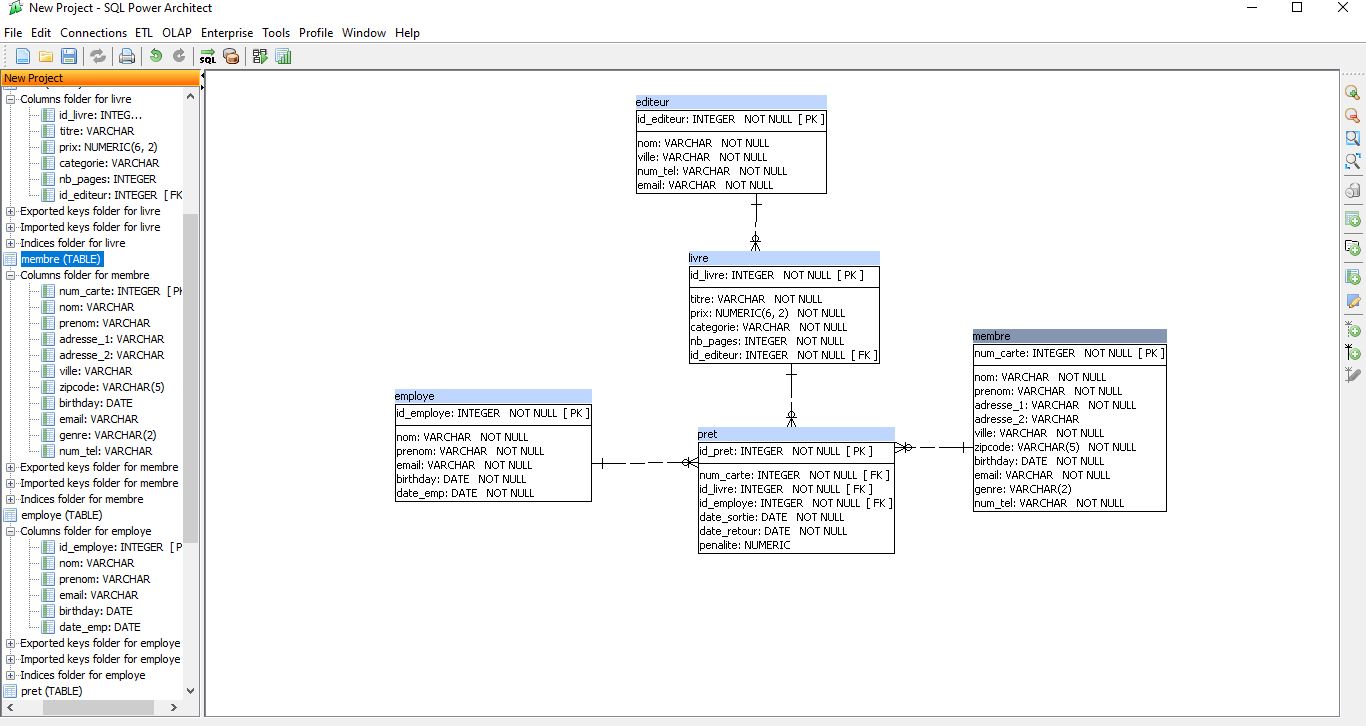 New Project - SQL Power Architect
File Edit Connections ETL OLAP Enterprise Tools Profile Window Help
SQL
New Project
Columns folder for livre
id_livre: INTEG...
titre: VARCHAR
prix: NUMERIC(6, 2)
categorie: VARCHAR
nb_pages: INTEGER
id_editeur: INTEGER [ FK
Exported keys folder for livre
Imported keys folder for livre
Indices folder for livre
membre (TABLE)
Columns folder for membre
num_carte: INTEGER [ PK
nom: VARCHAR
prenom: VARCHAR
adresse_1: VARCHAR
adresse_2: VARCHAR
ville: VARCHAR
zipcode: VARCHAR(5)
birthday: DATE
email: VARCHAR
genre: VARCHAR(2)
num_tel: VARCHAR
Exported keys folder for membre
Imported keys folder for membre
Indices folder for membre
employe (TABLE)
Columns folder for employe
id_employe: INTEGER [ P
nom: VARCHAR
prenom: VARCHAR
email: VARCHAR
birthday: DATE
date_emp: DATE
Exported keys folder for employe
Imported keys folder for employe
Indices folder for employe
pret (TABLE)
editeur
id_editeur: INTEGER NOT NULL [ PK ]
nom: VARCHAR NOT NULL
ville: VARCHAR NOT NULL
num_tel: VARCHAR NOT NULL
email: VARCHAR NOT NULL
livre
id_livre: INTEGER NOT NULL [ PK ]
titre: VARCHAR NOT NULL
prix: NUMERIC(6, 2) NOT NULL
categorie: VARCHAR NOT NULL
nb_pages: INTEGER NOT NULL
id_editeur: INTEGER NOT NULL [ FK ]
employe
id_employe: INTEGER NOT NULL [ PK ]
nom: VARCHAR NOT NULL
prenom: VARCHAR NOT NULL
email: VARCHAR NOT NULL
birthday: DATE NOT NULL
date_emp: DATE NOT NULL
pret
id_pret: INTEGER NOT NULL [ PK ]
num_carte: INTEGER NOT NULL [ FK ]
id_livre: INTEGER NOT NULL [ FK ]
id_employe: INTEGER NOT NULL [ FK ]
date_sortie: DATE NOT NULL
date_retour: DATE NOT NULL
penalite: NUMERIC
membre
num_carte: INTEGER NOT NULL [ PK ]
nom: VARCHAR NOT NULL
prenom: VARCHAR NOT NULL
adresse_1: VARCHAR NOT NULL
adresse_2: VARCHAR
ville: VARCHAR NOT NULL
zipcode: VARCHAR(5) NOT NULL
birthday: DATE NOT NULL
email: VARCHAR NOT NULL
genre: VARCHAR(2)
num_tel: VARCHAR NOT NULL